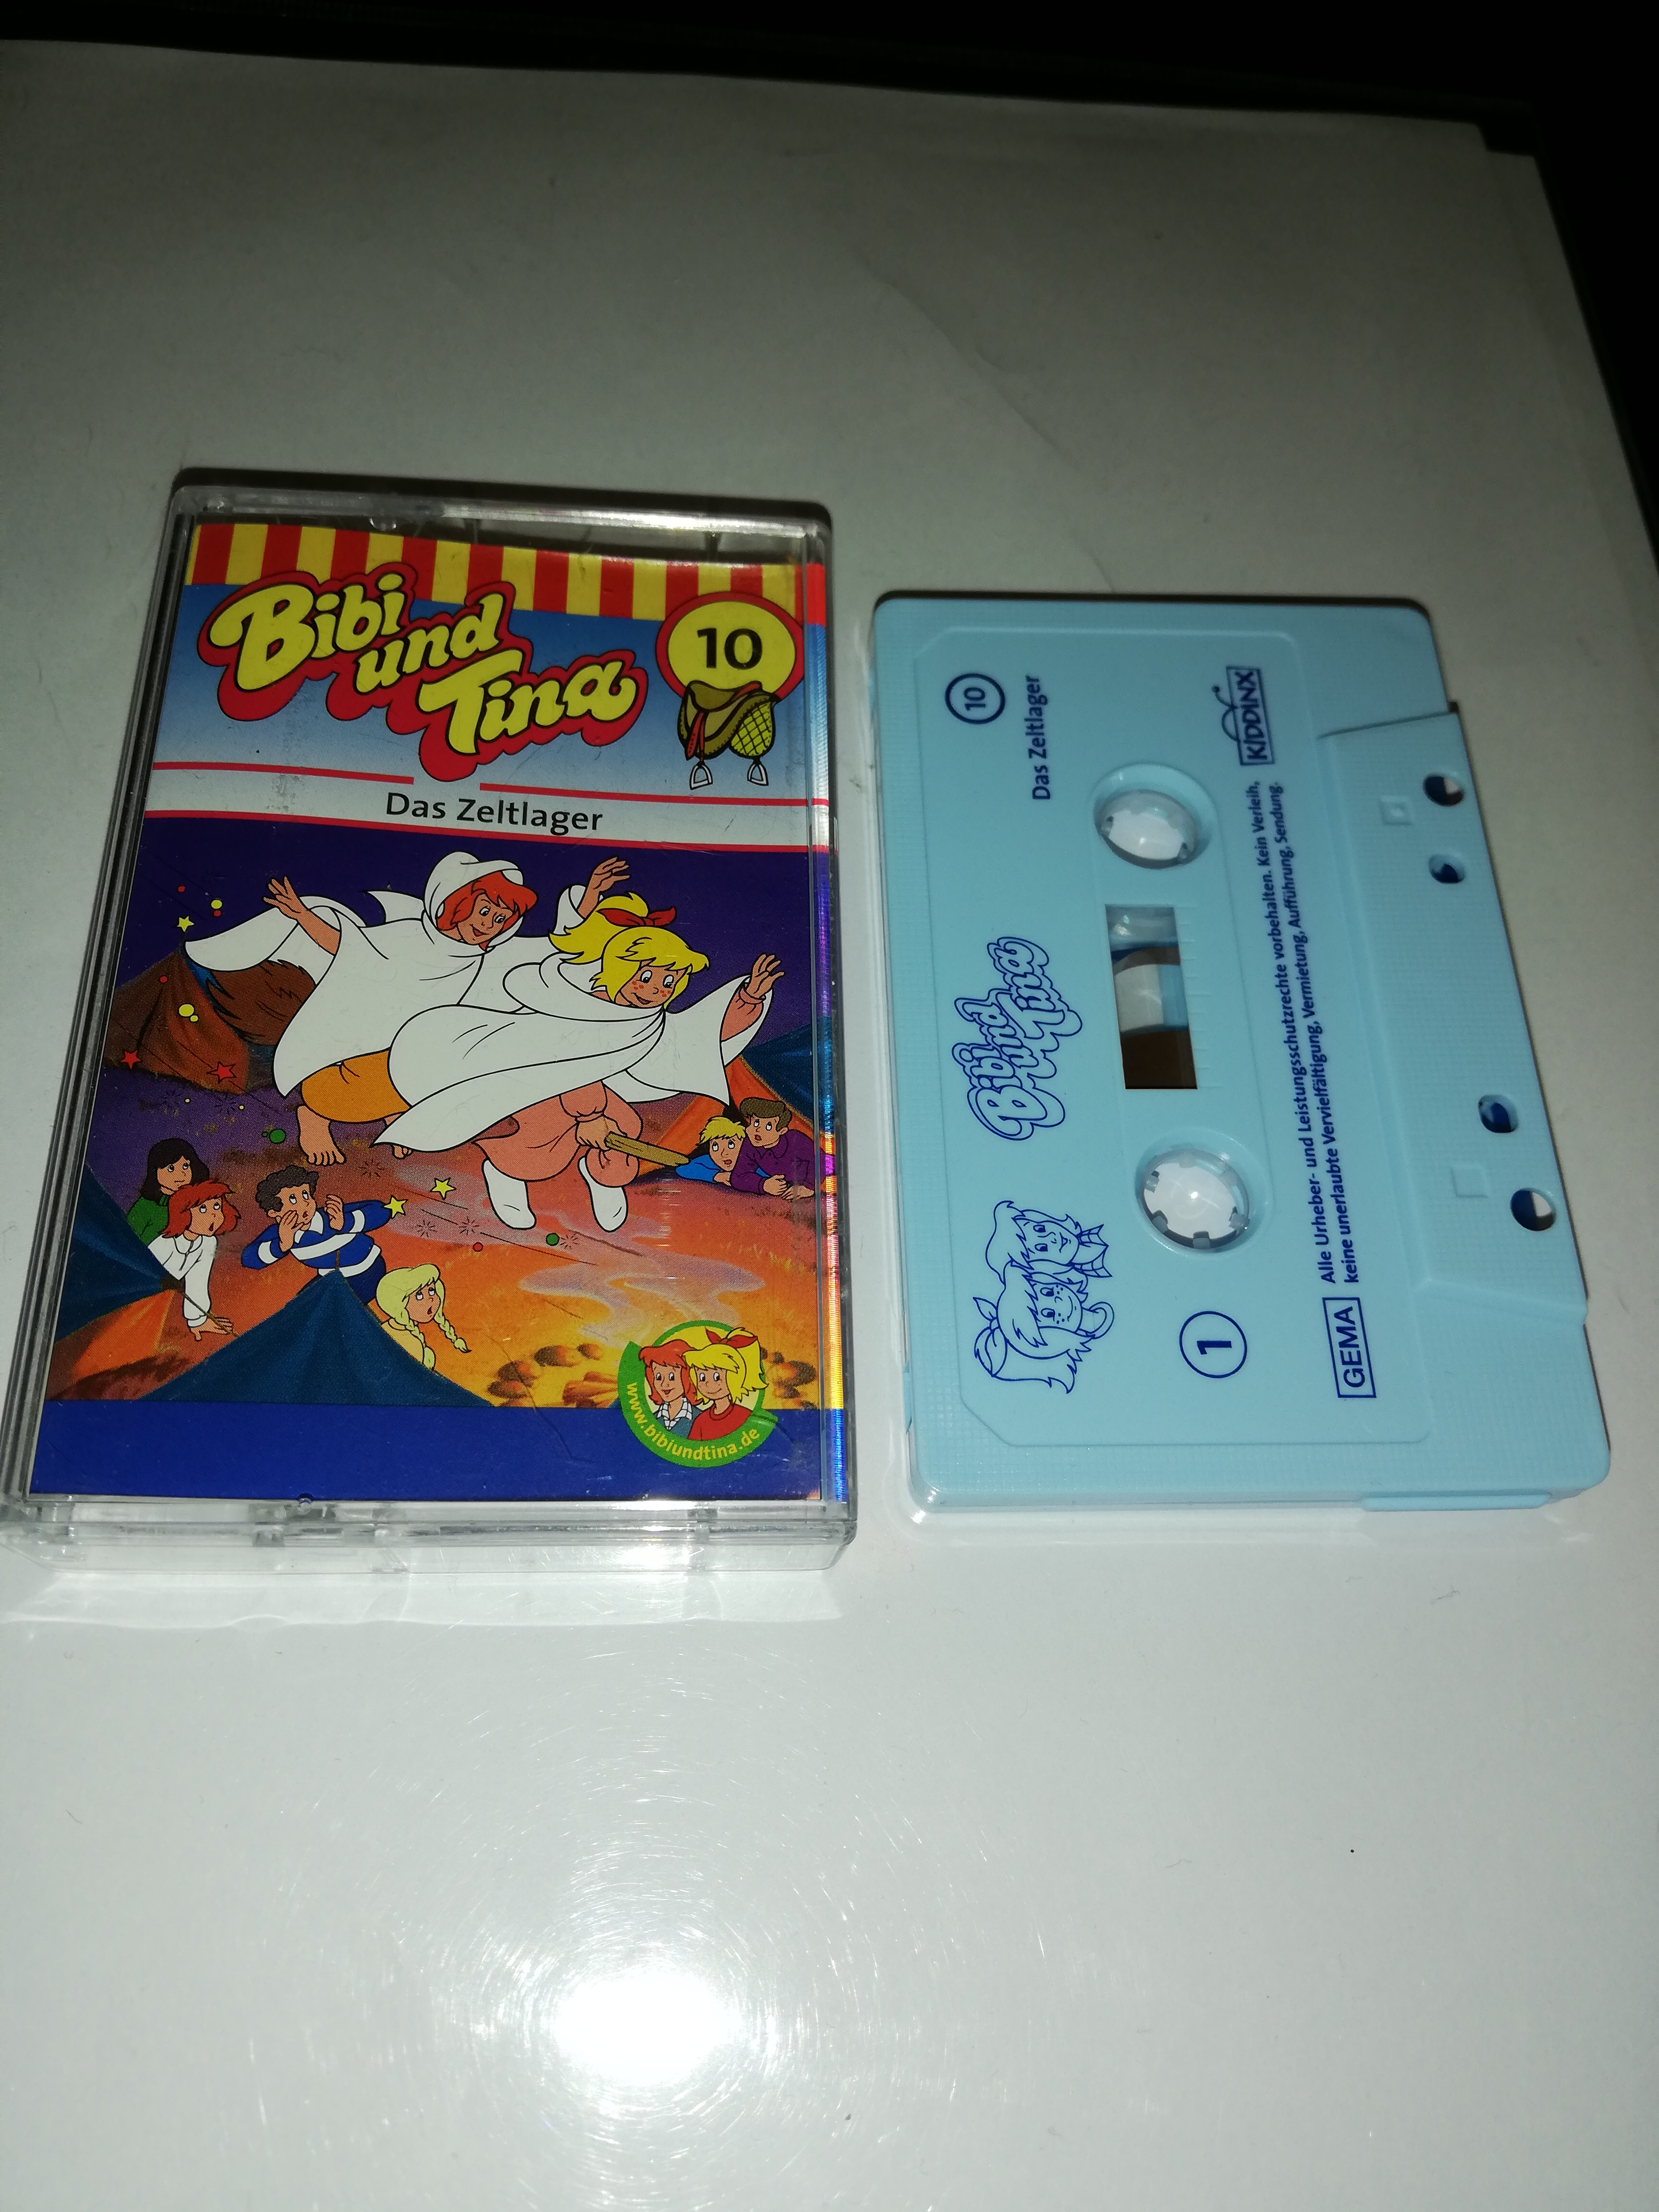 Bibi
und
Tina
10
Das Zeltlager
www.bibiundtina.de
10
Das Zeltlager
Bibi
und
Tina
1
KIDDINX
GEMA
Alle Urheber- und Leistungsschutzrechte vorbehalten. Kein Verleih,
keine unerlaubte Vervielfältigung, Vermietung, Aufführung, Sendung.